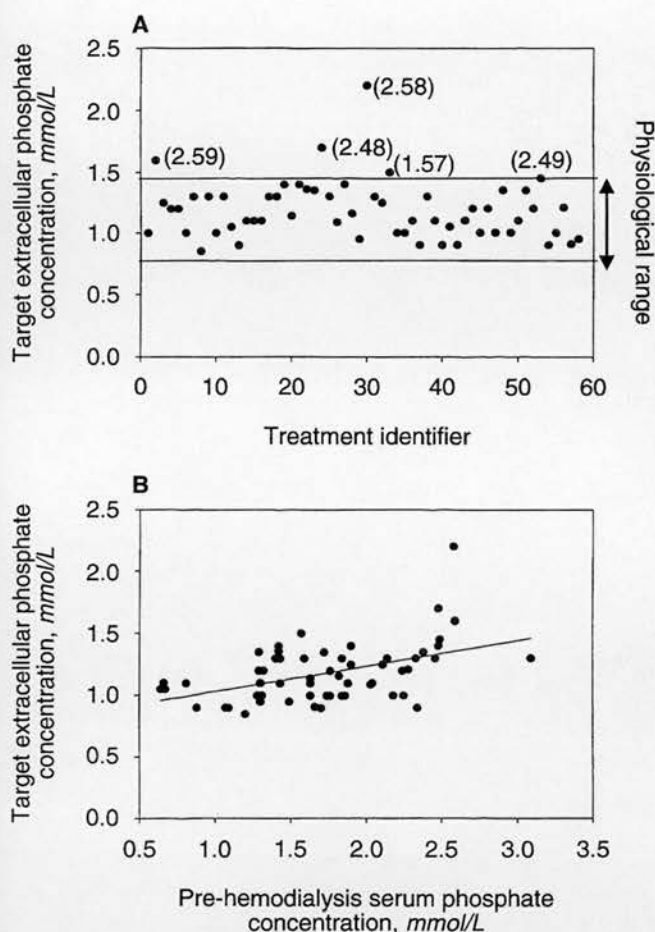 A
Target extracellular phosphate
concentration, mmol/L
2.5
2.0
1.5
1.0
0.5
0.0
(2.59)
(2.48)
(2.58)
(1.57)
(2.49)
Physiological range
0 10 20 30 40 50 60
Treatment identifier
B
Target extracellular phosphate
concentration, mmol/L
2.5
2.0
1.5
1.0
0.5
0.0
0.5 1.0 1.5 2.0 2.5 3.0 3.5
Pre-hemodialysis serum phosphate
concentration, mmol/L